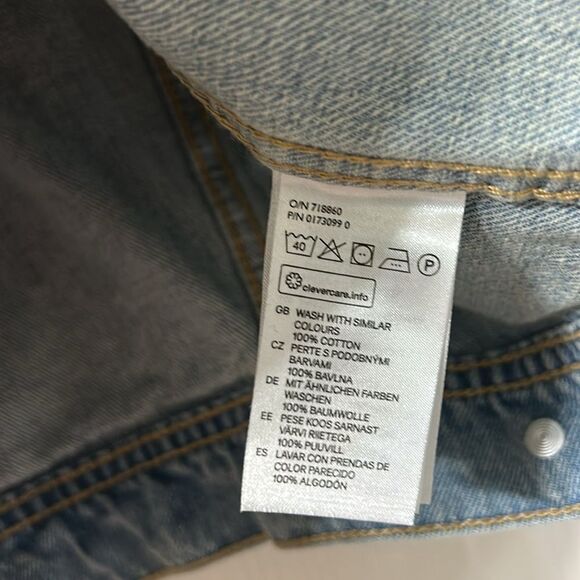 O/N 718860
P/N 0173099 0
40 P
clevercare.info
GB WASH WITH SIMILAR
COLOURS
100% COTTON
CZ PERTE S PODOBNÝMI
BARVAMI
100% BAVLNA
DE MIT ÄHNLICHEN FARBEN
WASCHEN
100% BAUMWOLLE
EE PESE KOOS SARNAST
VÄRVI RIIETEGA
100% PUUVILL
ES LAVAR CON PRENDAS DE
COLOR PARECIDO
100% ALGODÓN